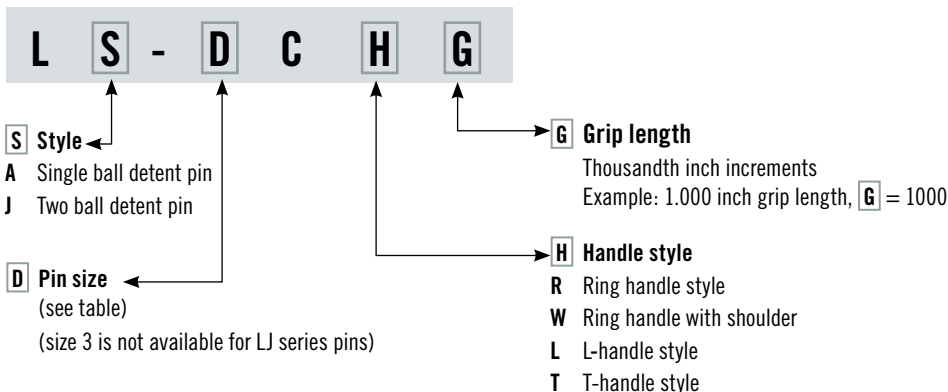 L S - D C H G
S Style
A Single ball detent pin
J Two ball detent pin
D Pin size
(see table)
(size 3 is not available for LJ series pins)
G Grip length
Thousandth inch increments
Example: 1.000 inch grip length, G = 1000
H Handle style
R Ring handle style
W Ring handle with shoulder
L L-handle style
T T-handle style